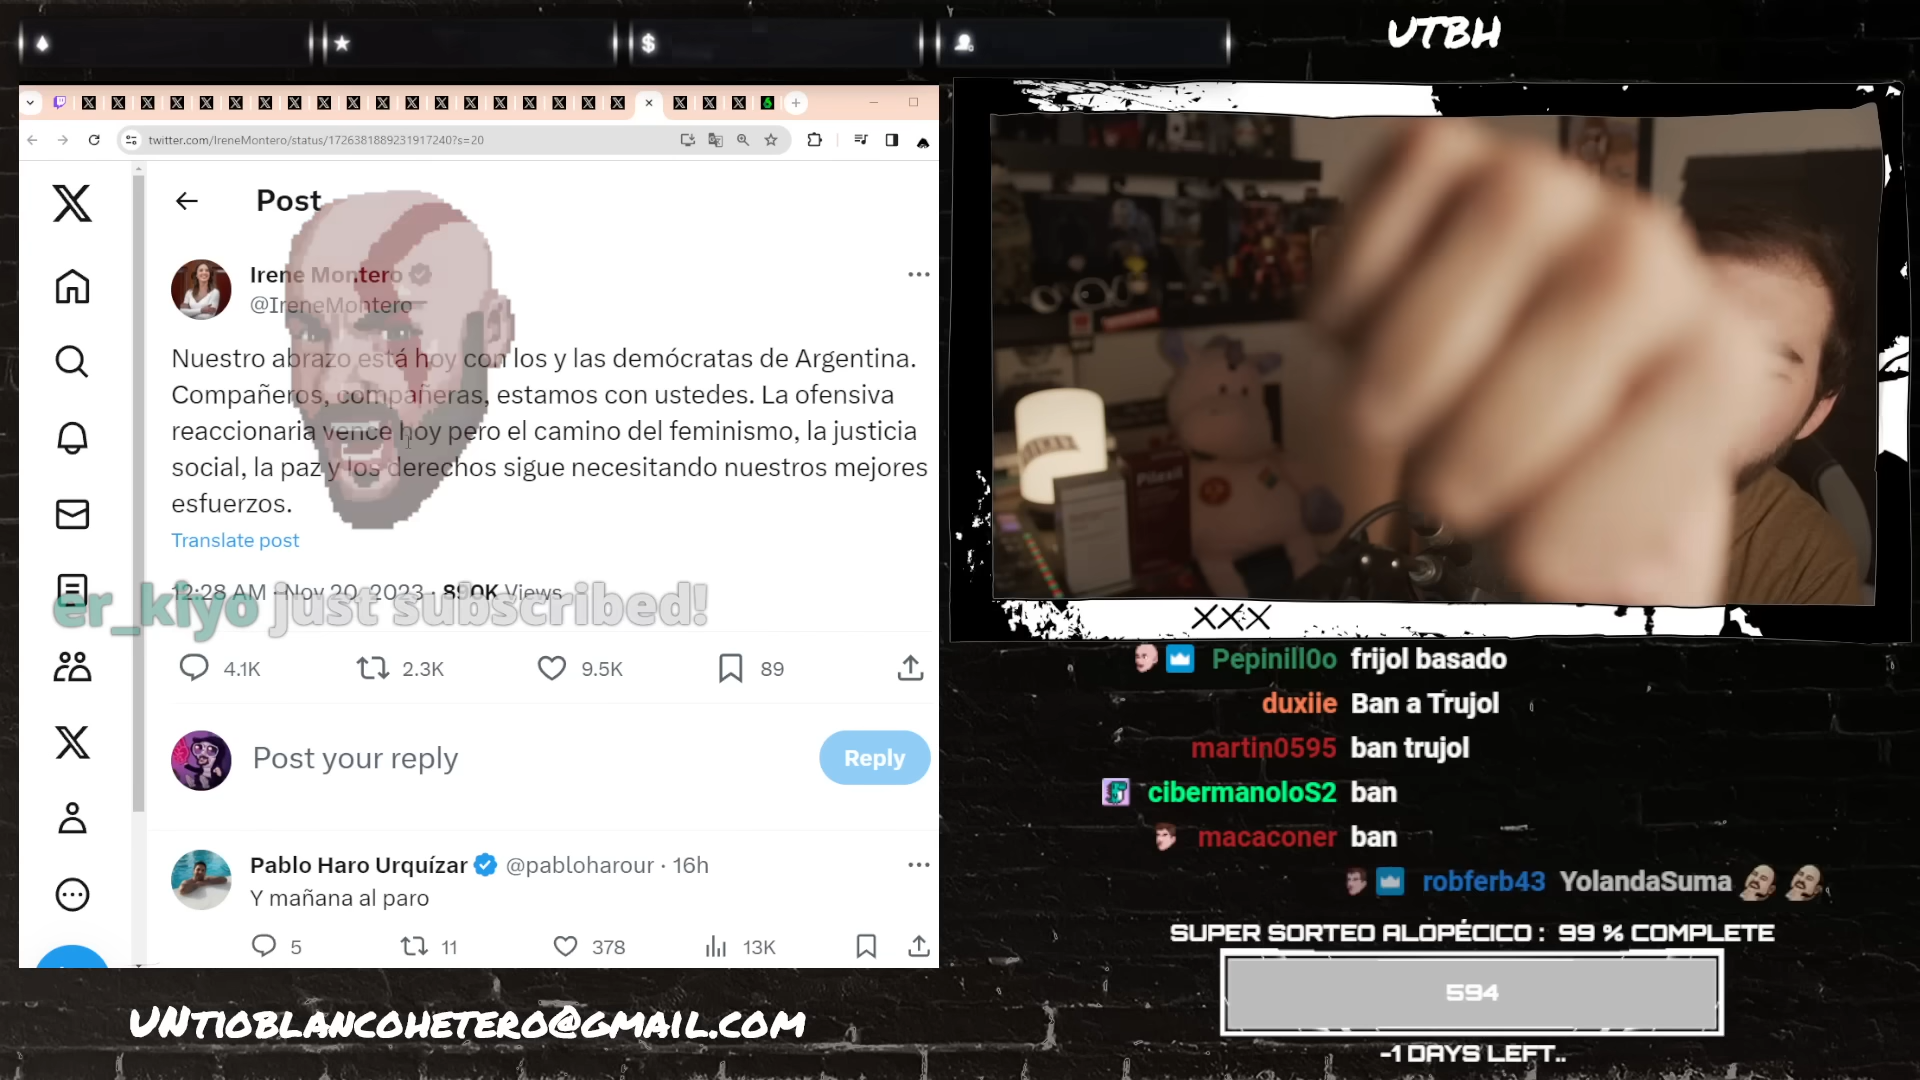 UTBH
twitter.com/IreneMontero/status/1726381889231917240?s=20
Post
Irene Montero
@IreneMontero
Nuestro abrazo está hoy con los y las demócratas de Argentina.
Compañeros, compañeras, estamos con ustedes. La ofensiva
reaccionaria vence hoy pero el camino del feminismo, la justicia
social, la paz y los derechos sigue necesitando nuestros mejores
esfuerzos.
Translate post
12:28 AM · Nov 20, 2023 · 890K Views
er_kiyo just subscribed!
4.1K 2.3K 9.5K 89
Post your reply
Reply
Pablo Haro Urquízar @pabloharour · 16h
Y mañana al paro
5 11 378 13K
UNTIOBLANCOHETERO@GMAIL.COM
Pilexil
XXX
Pepinill0o frijol basado
duxiie Ban a Trujol
martin0595 ban trujol
cibermanoloS2 ban
macaconer ban
robferb43 YolandaSuma
SUPER SORTEO ALOPÉCICO : 99 % COMPLETE
594
-1 DAYS LEFT..